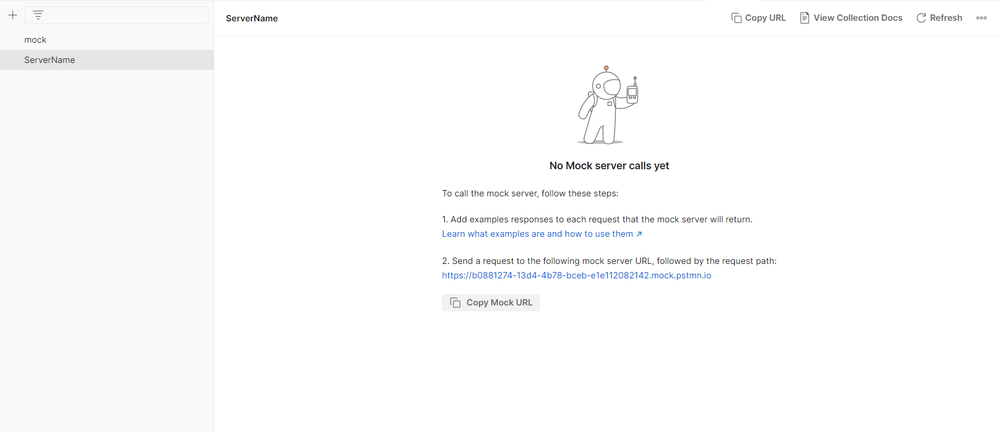 mock
ServerName
ServerName
Copy URL
View Collection Docs
Refresh
No Mock server calls yet
To call the mock server, follow these steps:
1. Add examples responses to each request that the mock server will return.
Learn what examples are and how to use them ↗
2. Send a request to the following mock server URL, followed by the request path:
https://b0881274-13d4-4b78-bceb-e1e112082142.mock.pstmn.io
Copy Mock URL